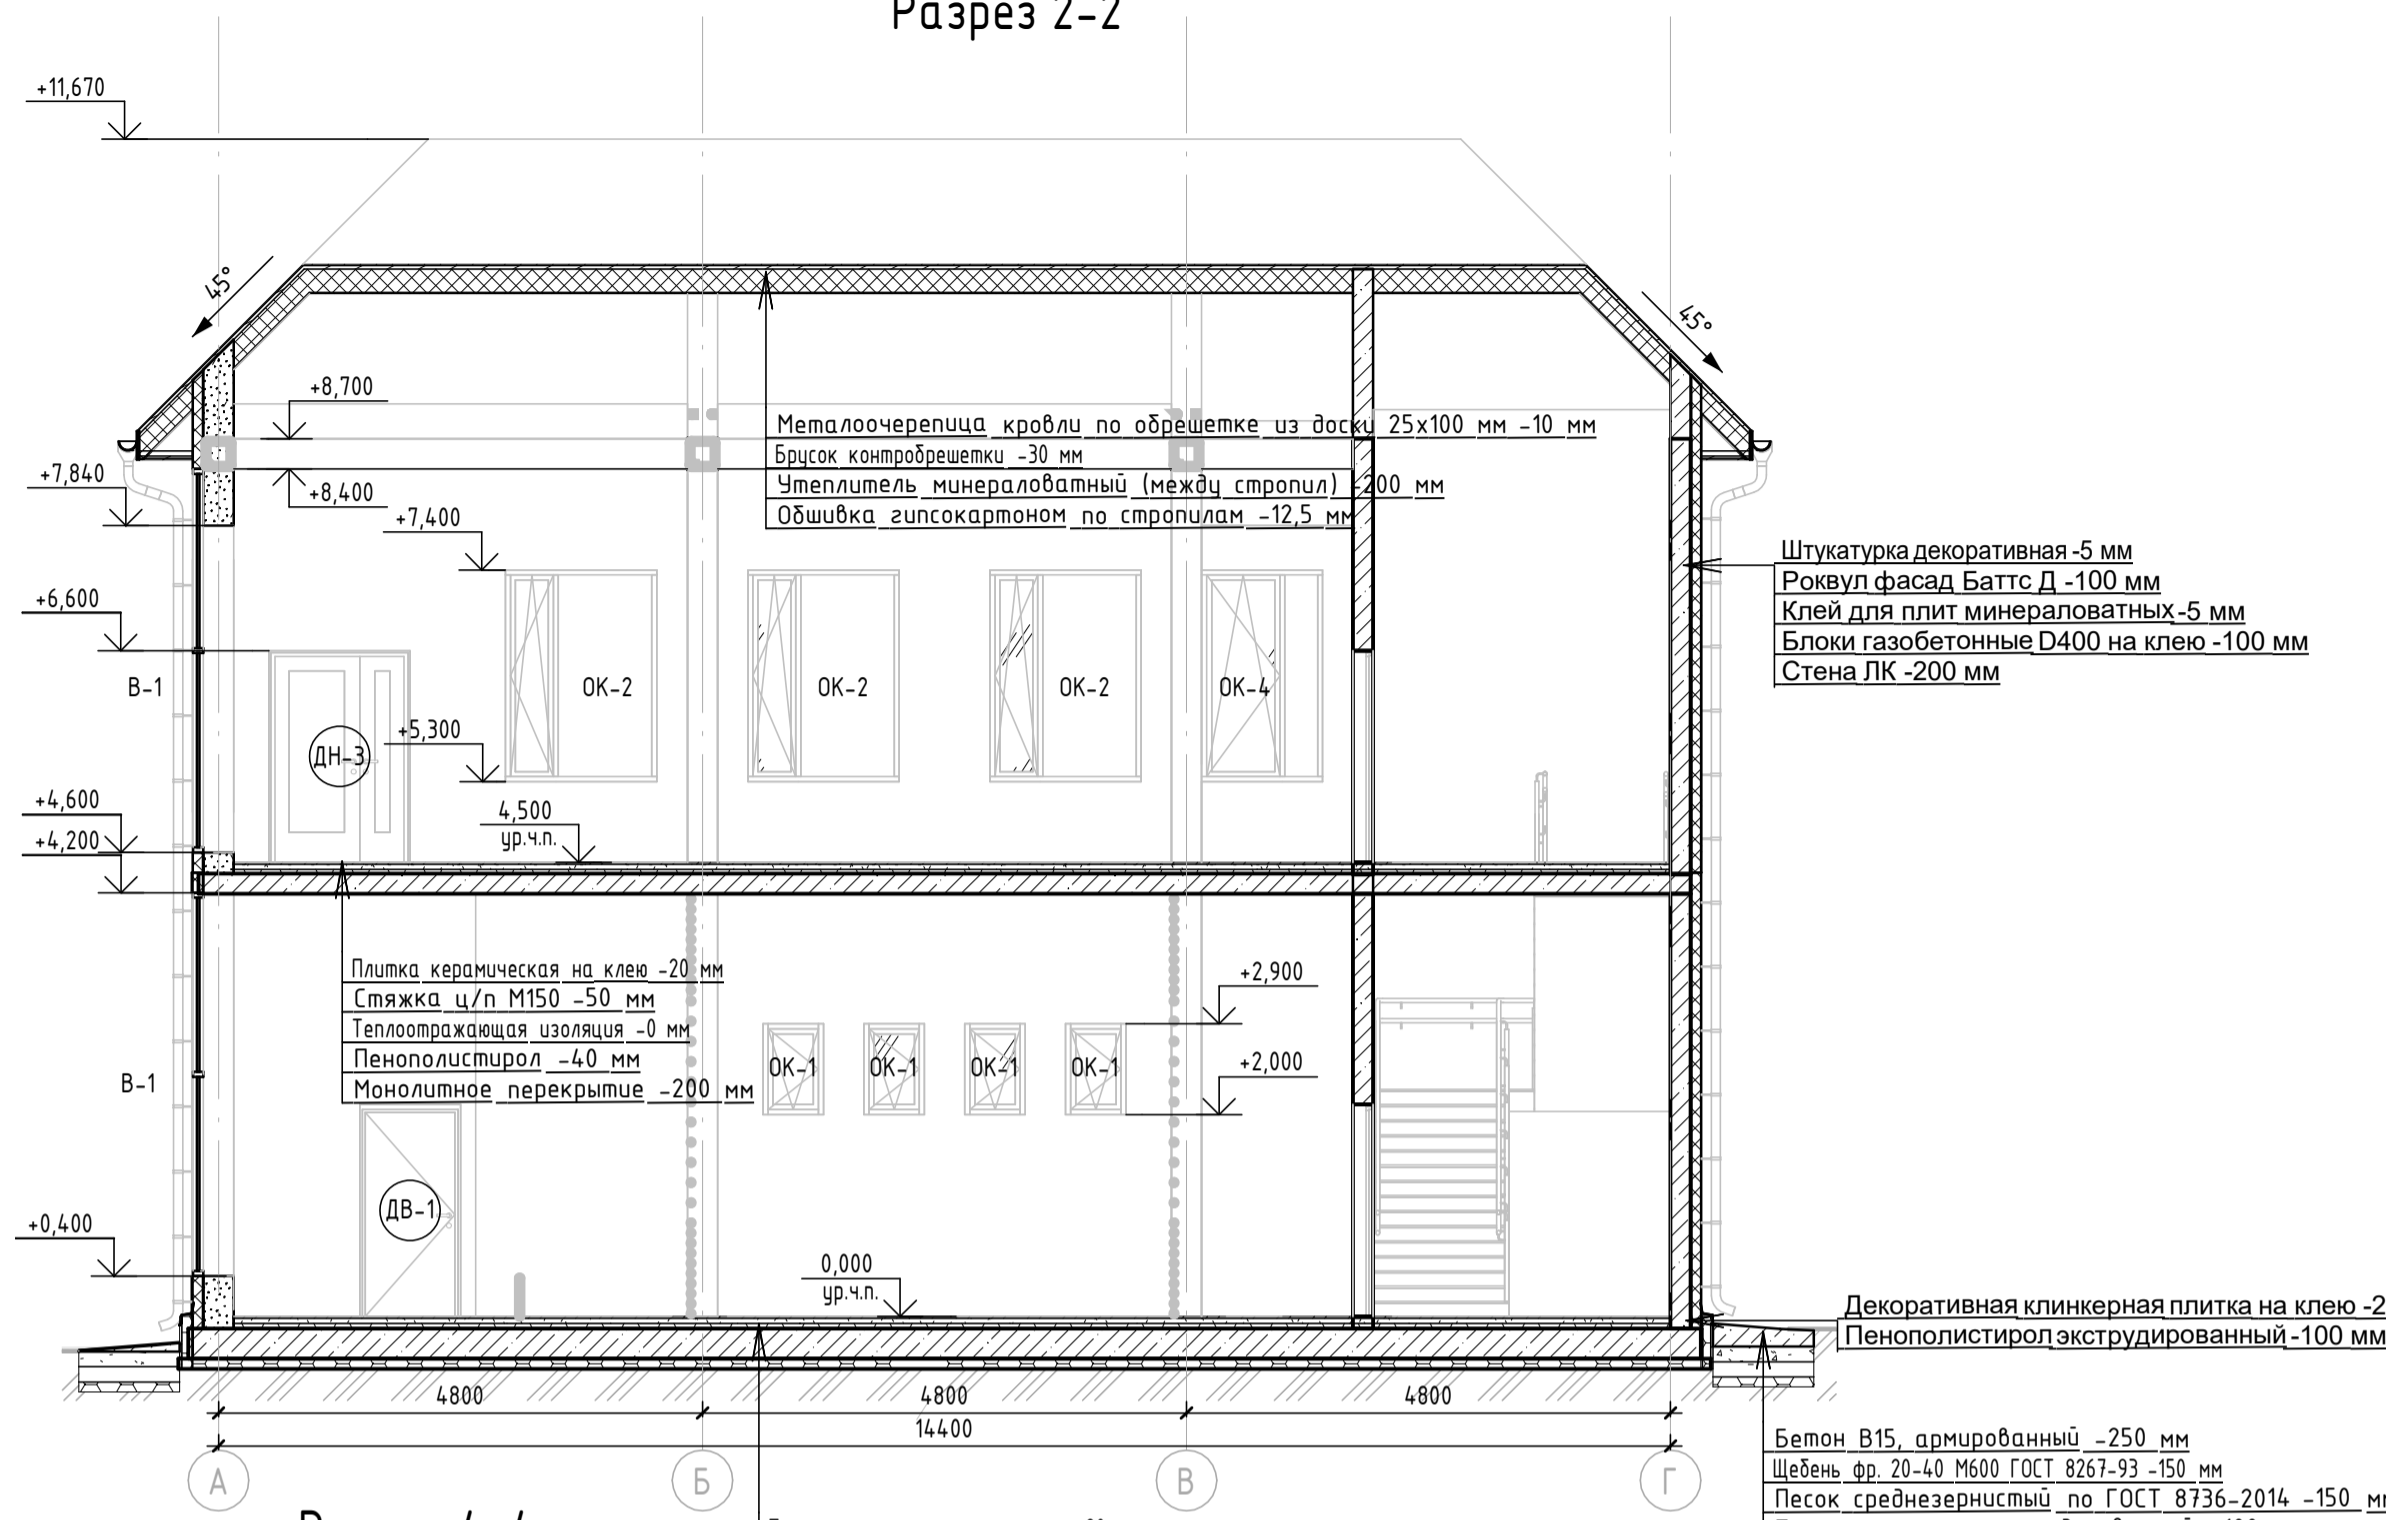 Разрез 2-2
+11,670
45°
45°
+8,700
+7,840
+8,400
+7,400
Металоочерепица кровли по обрешетке из доски 25х100 мм -10 мм
Брусок контробрешетки -30 мм
Утеплитель минераловатный (между стропил) -200 мм
Обшивка гипсокартоном по стропилам -12,5 мм
Штукатурка декоративная -5 мм
Роквул фасад Баттс Д -100 мм
Клей для плит минераловатных -5 мм
Блоки газобетонные D400 на клею -100 мм
Стена ЛК -200 мм
+6,600
В-1
ОК-2
ОК-2
ОК-2
ОК-4
ДН-3
+5,300
+4,600
+4,200
4,500
ур.ч.п.
Плитка керамическая на клею -20 мм
Стяжка ц/п М150 -50 мм
Теплоотражающая изоляция -0 мм
Пенополистирол -40 мм
Монолитное перекрытие -200 мм
+2,900
+2,000
ОК-1
ОК-1
ОК-1
ОК-1
В-1
ДВ-1
+0,400
0,000
ур.ч.п.
Декоративная клинкерная плитка на клею -2
Пенополистирол экструдированный -100 мм
4800
4800
4800
14400
А
Б
В
Г
Бетон В15, армированный -250 мм
Щебень фр. 20-40 М600 ГОСТ 8267-93 -150 мм
Песок среднезернистый по ГОСТ 8736-2014 -150 мм